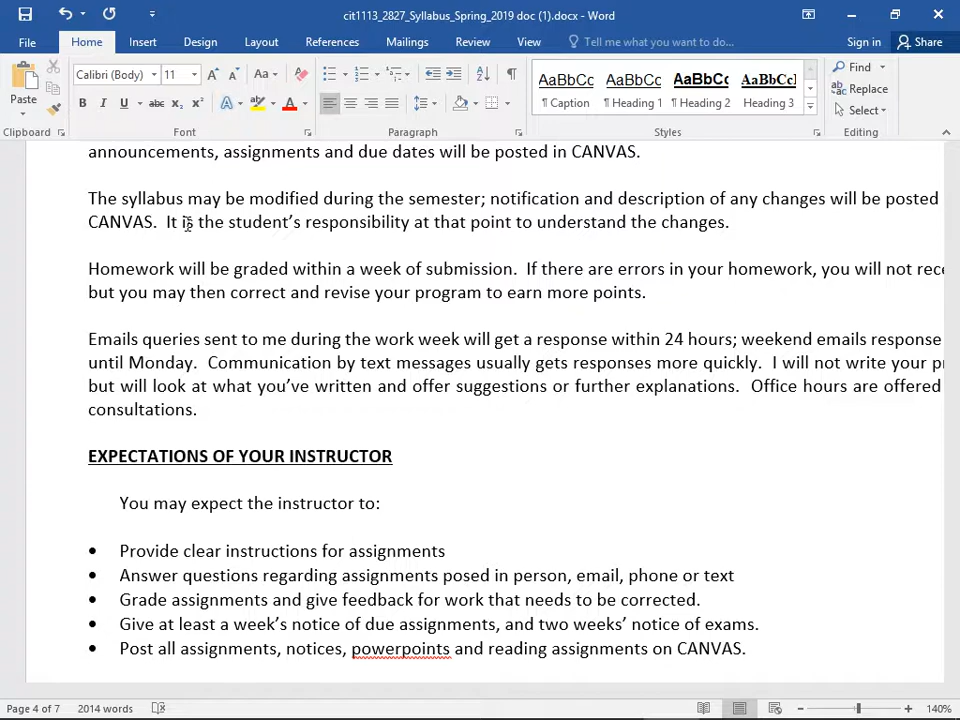 cit1113_2827_Syllabus_Spring_2019 doc (1).docx - Word
File Home Insert Design Layout References Mailings Review View Tell me what you want to do... Sign in Share
Calibri (Body) 11 Aa
Find
Replace
Select
Paste
B I U abc x₂ x² A A
AaBbCc AaBbCc AaBbCc AaBbCcI
¶ Caption ¶ Heading 1 ¶ Heading 2 Heading 3
Clipboard Font Paragraph Styles Editing
announcements, assignments and due dates will be posted in CANVAS.
The syllabus may be modified during the semester; notification and description of any changes will be posted
CANVAS.  It is the student’s responsibility at that point to understand the changes.
Homework will be graded within a week of submission.  If there are errors in your homework, you will not rece
but you may then correct and revise your program to earn more points.
Emails queries sent to me during the work week will get a response within 24 hours; weekend emails response
until Monday.  Communication by text messages usually gets responses more quickly.  I will not write your pr
but will look at what you’ve written and offer suggestions or further explanations.  Office hours are offered
consultations.
EXPECTATIONS OF YOUR INSTRUCTOR
You may expect the instructor to:
• Provide clear instructions for assignments
• Answer questions regarding assignments posed in person, email, phone or text
• Grade assignments and give feedback for work that needs to be corrected.
• Give at least a week’s notice of due assignments, and two weeks’ notice of exams.
• Post all assignments, notices, powerpoints and reading assignments on CANVAS.
Page 4 of 7 2014 words 140%